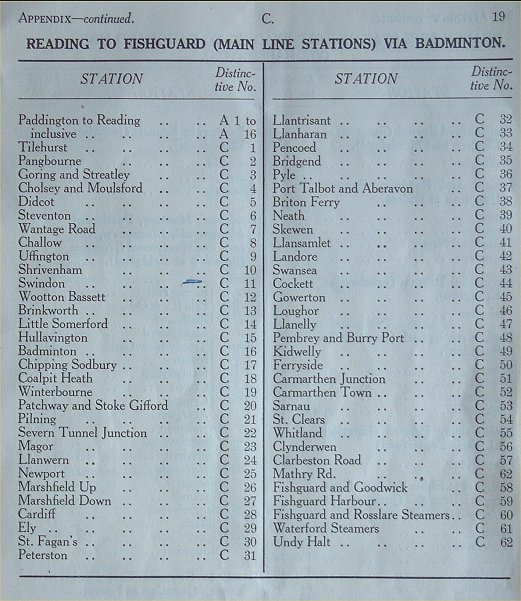 APPENDIX—continued. C. 19
READING TO FISHGUARD (MAIN LINE STATIONS) VIA BADMINTON.
STATION Distinc-
tive No.
Paddington to Reading A 1 to
inclusive .. .. .. A 16
Tilehurst .. .. .. C 1
Pangbourne .. .. .. C 2
Goring and Streatley .. .. C 3
Cholsey and Moulsford .. .. C 4
Didcot .. .. .. .. C 5
Steventon .. .. .. C 6
Wantage Road .. .. C 7
Challow .. .. .. C 8
Uffington .. .. .. C 9
Shrivenham .. .. .. C 10
Swindon .. .. .. C 11
Wootton Bassett .. .. C 12
Brinkworth .. .. .. C 13
Little Somerford .. .. C 14
Hullavington .. .. C 15
Badminton .. .. .. C 16
Chipping Sodbury .. .. C 17
Coalpit Heath .. .. C 18
Winterbourne .. .. C 19
Patchway and Stoke Gifford .. C 20
Pilning .. .. .. C 21
Severn Tunnel Junction .. .. C 22
Magor .. .. .. C 23
Llanwern .. .. .. C 24
Newport .. .. .. C 25
Marshfield Up .. .. C 26
Marshfield Down .. .. C 27
Cardiff .. .. .. C 28
Ely .. .. .. .. C 29
St. Fagan's .. .. .. C 30
Peterston .. .. .. C 31
STATION Distinc-
tive No.
Llantrisant .. .. .. C 32
Llanharan .. .. .. C 33
Pencoed .. .. .. C 34
Bridgend .. .. .. C 35
Pyle .. .. .. .. C 36
Port Talbot and Aberavon .. C 37
Briton Ferry .. .. .. C 38
Neath .. .. .. C 39
Skewen .. .. .. C 40
Llansamlet .. .. .. C 41
Landore .. .. .. C 42
Swansea .. .. .. C 43
Cockett .. .. .. C 44
Gowerton .. .. .. C 45
Loughor .. .. .. C 46
Llanelly .. .. .. C 47
Pembrey and Burry Port .. .. C 48
Kidwelly .. .. .. C 49
Ferryside .. .. .. C 50
Carmarthen Junction .. .. C 51
Carmarthen Town .. .. .. C 52
Sarnau .. .. .. C 53
St. Clears .. .. .. C 54
Whitland .. .. .. C 55
Clynderwen .. .. .. C 56
Clarbeston Road .. .. C 57
Mathry Rd. .. .. .. C 62
Fishguard and Goodwick .. C 58
Fishguard Harbour .. .. .. C 59
Fishguard and Rosslare Steamers .. C 60
Waterford Steamers .. .. C 61
Undy Halt .. .. .. .. C 62